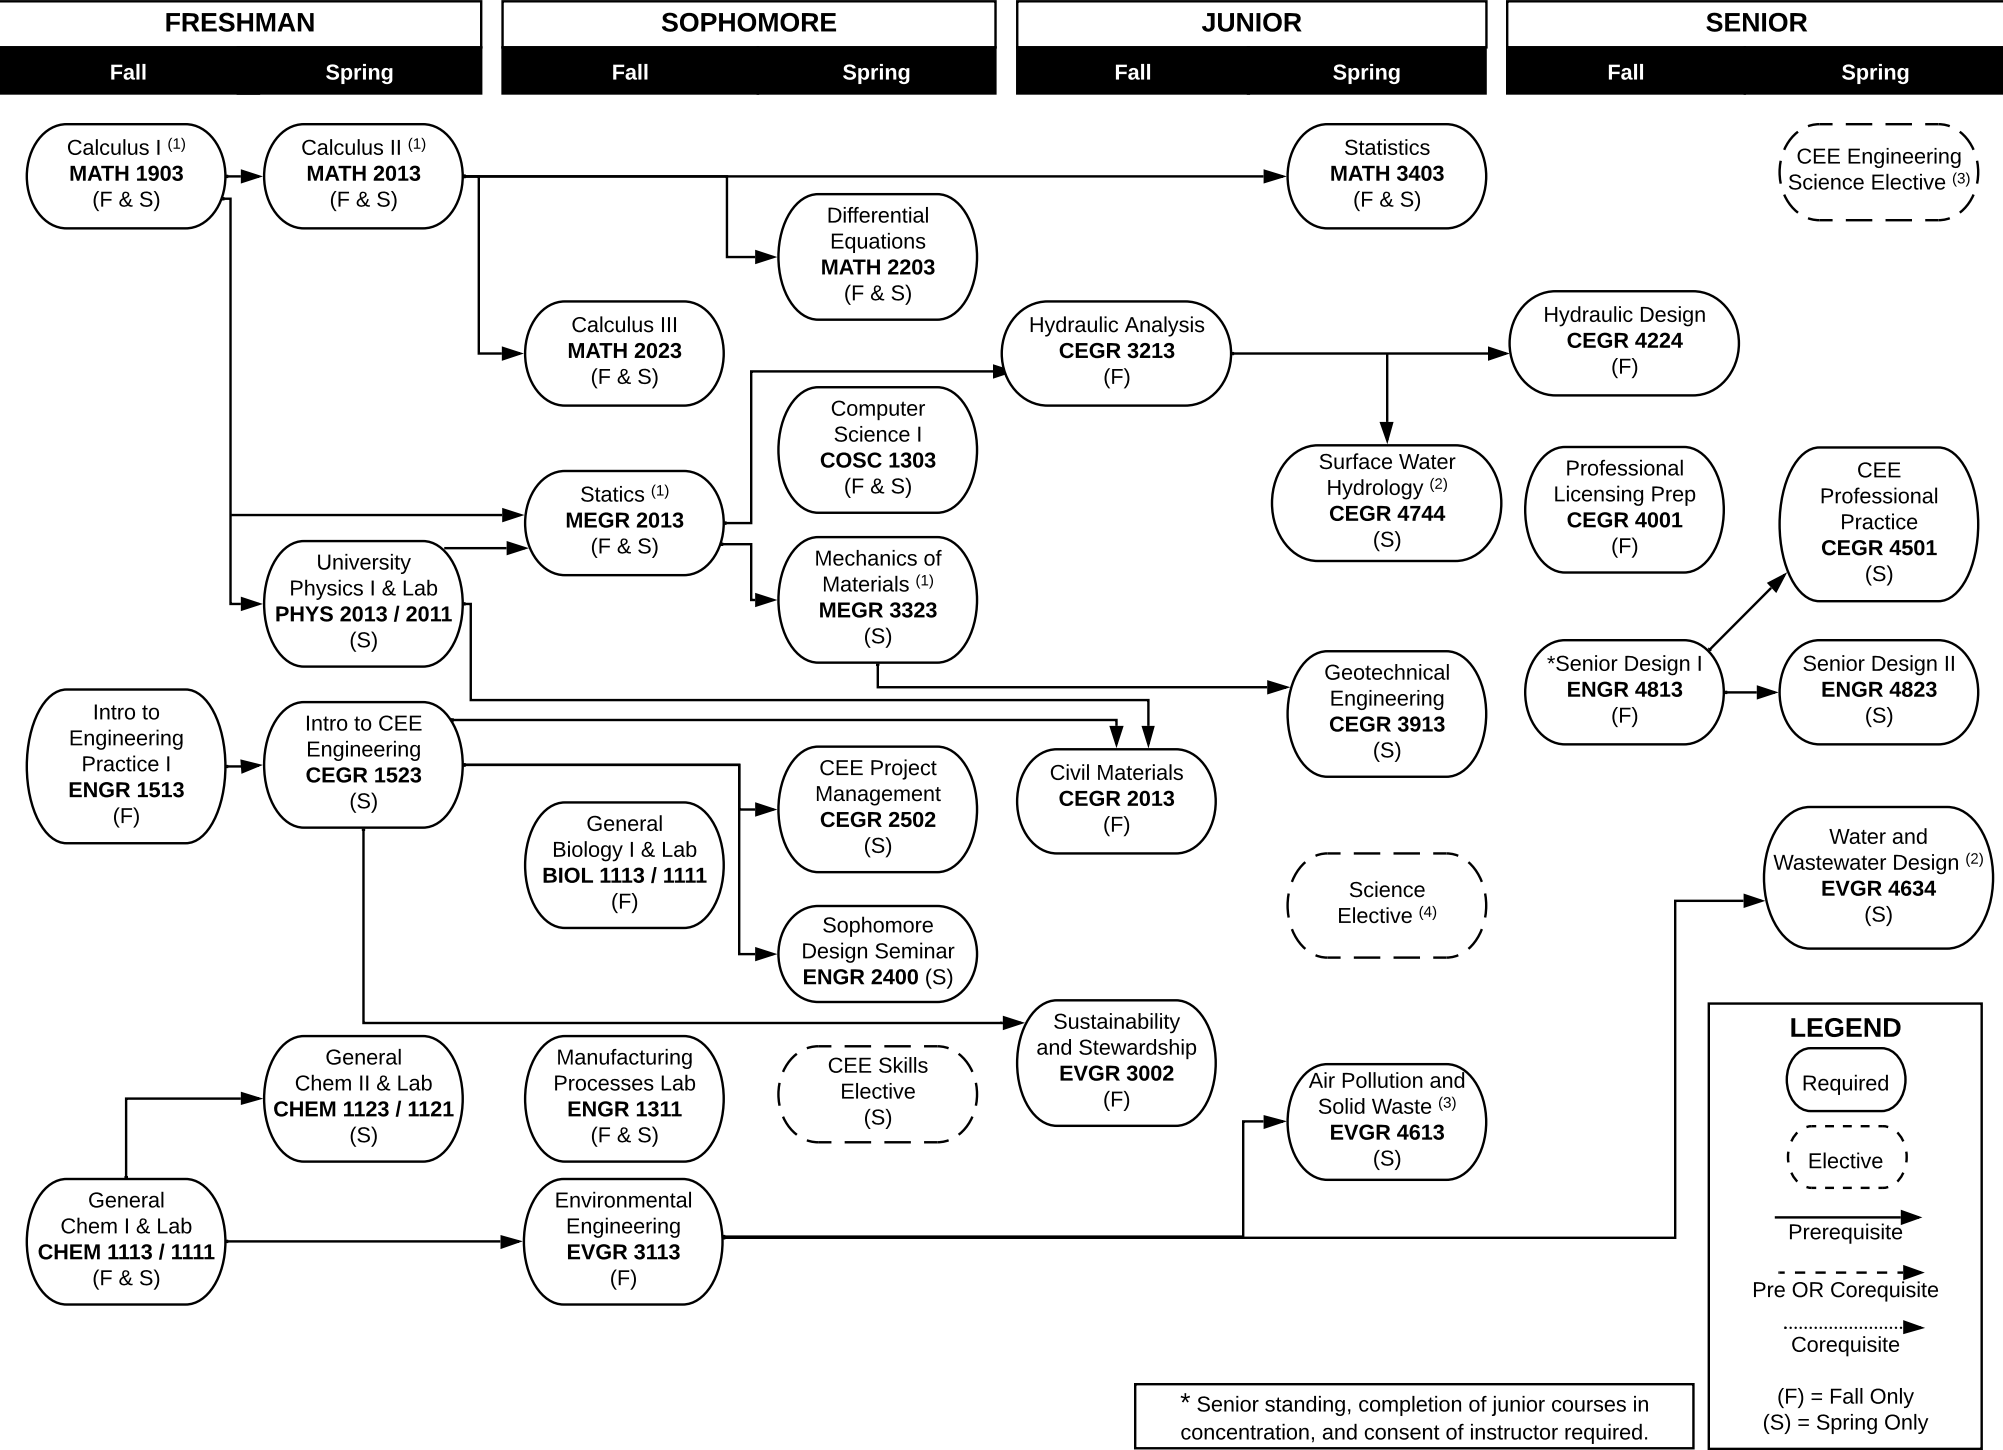 FRESHMAN
SOPHOMORE
JUNIOR
SENIOR
Fall
Spring
Fall
Spring
Fall
Spring
Fall
Spring
Calculus I (1)
MATH 1903
(F & S)
Calculus II (1)
MATH 2013
(F & S)
Statistics
MATH 3403
(F & S)
CEE Engineering
Science Elective (3)
Differential
Equations
MATH 2203
(F & S)
Calculus III
MATH 2023
(F & S)
Hydraulic Analysis
CEGR 3213
(F)
Hydraulic Design
CEGR 4224
(F)
Computer
Science I
COSC 1303
(F & S)
Statics (1)
MEGR 2013
(F & S)
Surface Water
Hydrology (2)
CEGR 4744
(S)
Professional
Licensing Prep
CEGR 4001
(F)
CEE
Professional
Practice
CEGR 4501
(S)
University
Physics I & Lab
PHYS 2013 / 2011
(S)
Mechanics of
Materials (1)
MEGR 3323
(S)
Geotechnical
Engineering
CEGR 3913
(S)
*Senior Design I
ENGR 4813
(F)
Senior Design II
ENGR 4823
(S)
Intro to
Engineering
Practice I
ENGR 1513
(F)
Intro to CEE
Engineering
CEGR 1523
(S)
CEE Project
Management
CEGR 2502
(S)
Civil Materials
CEGR 2013
(F)
General
Biology I & Lab
BIOL 1113 / 1111
(F)
Water and
Wastewater Design (2)
EVGR 4634
(S)
Science
Elective (4)
Sophomore
Design Seminar
ENGR 2400 (S)
Sustainability
and Stewardship
EVGR 3002
(F)
General
Chem II & Lab
CHEM 1123 / 1121
(S)
Manufacturing
Processes Lab
ENGR 1311
(F & S)
CEE Skills
Elective
(S)
Air Pollution and
Solid Waste (3)
EVGR 4613
(S)
General
Chem I & Lab
CHEM 1113 / 1111
(F & S)
Environmental
Engineering
EVGR 3113
(F)
LEGEND
Required
Elective
Prerequisite
Pre OR Corequisite
Corequisite
(F) = Fall Only
(S) = Spring Only
* Senior standing, completion of junior courses in
concentration, and consent of instructor required.